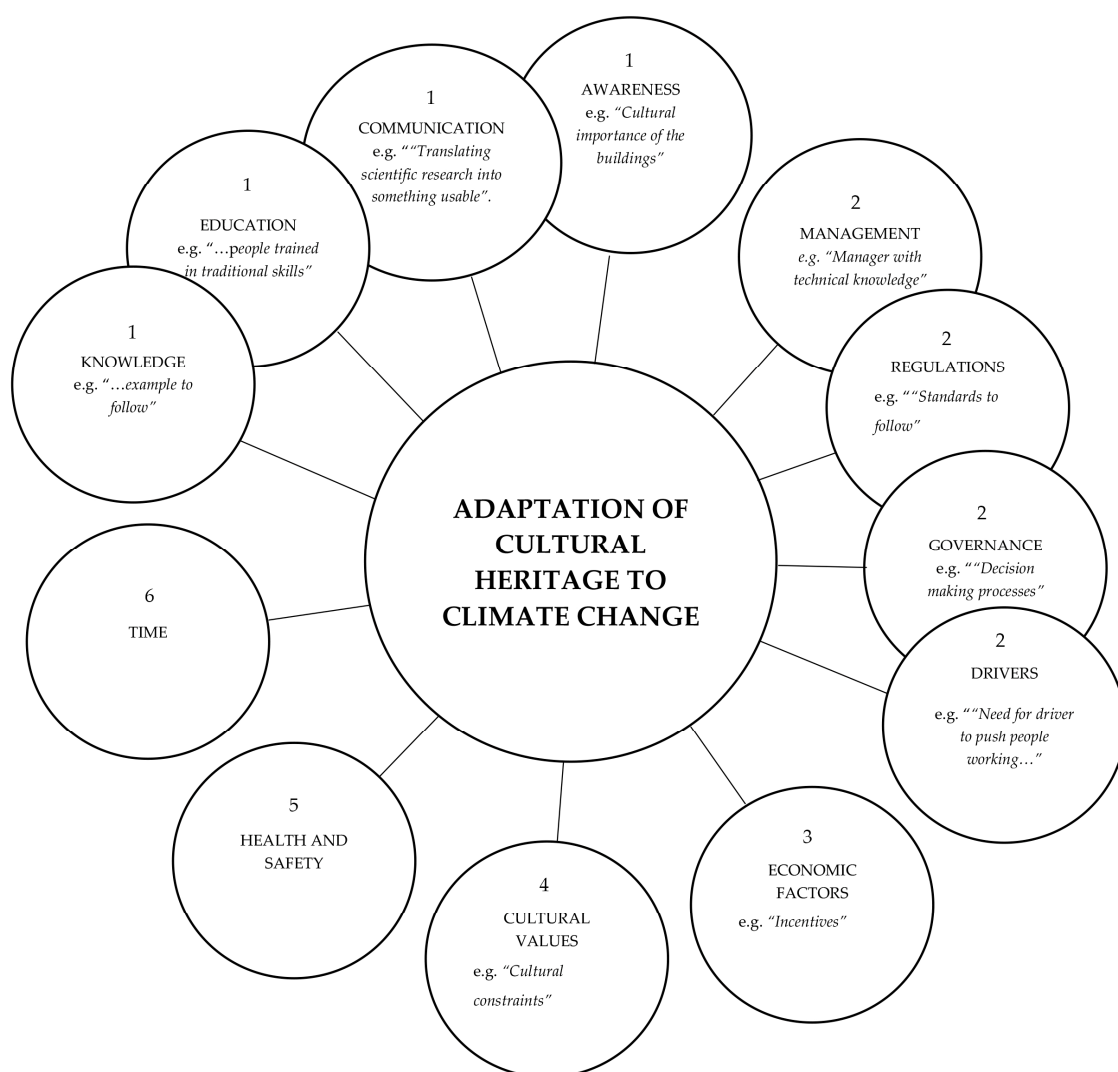 1
AWARENESS
e.g. “Cultural
importance of the
buildings”
1
COMMUNICATION
e.g. ““Translating
scientific research into
something usable”.
1
EDUCATION
e.g. “…people trained
in traditional skills”
1
KNOWLEDGE
e.g. “…example to
follow”
2
MANAGEMENT
e.g. “Manager with
technical knowledge”
2
REGULATIONS
e.g. ““Standards to
follow”
2
GOVERNANCE
e.g. ““Decision
making processes”
2
DRIVERS
e.g. ““Need for driver
to push people
working…”
ADAPTATION OF
CULTURAL
HERITAGE TO
CLIMATE CHANGE
6
TIME
5
HEALTH AND
SAFETY
4
CULTURAL
VALUES
e.g. “Cultural
constraints”
3
ECONOMIC
FACTORS
e.g. “Incentives”